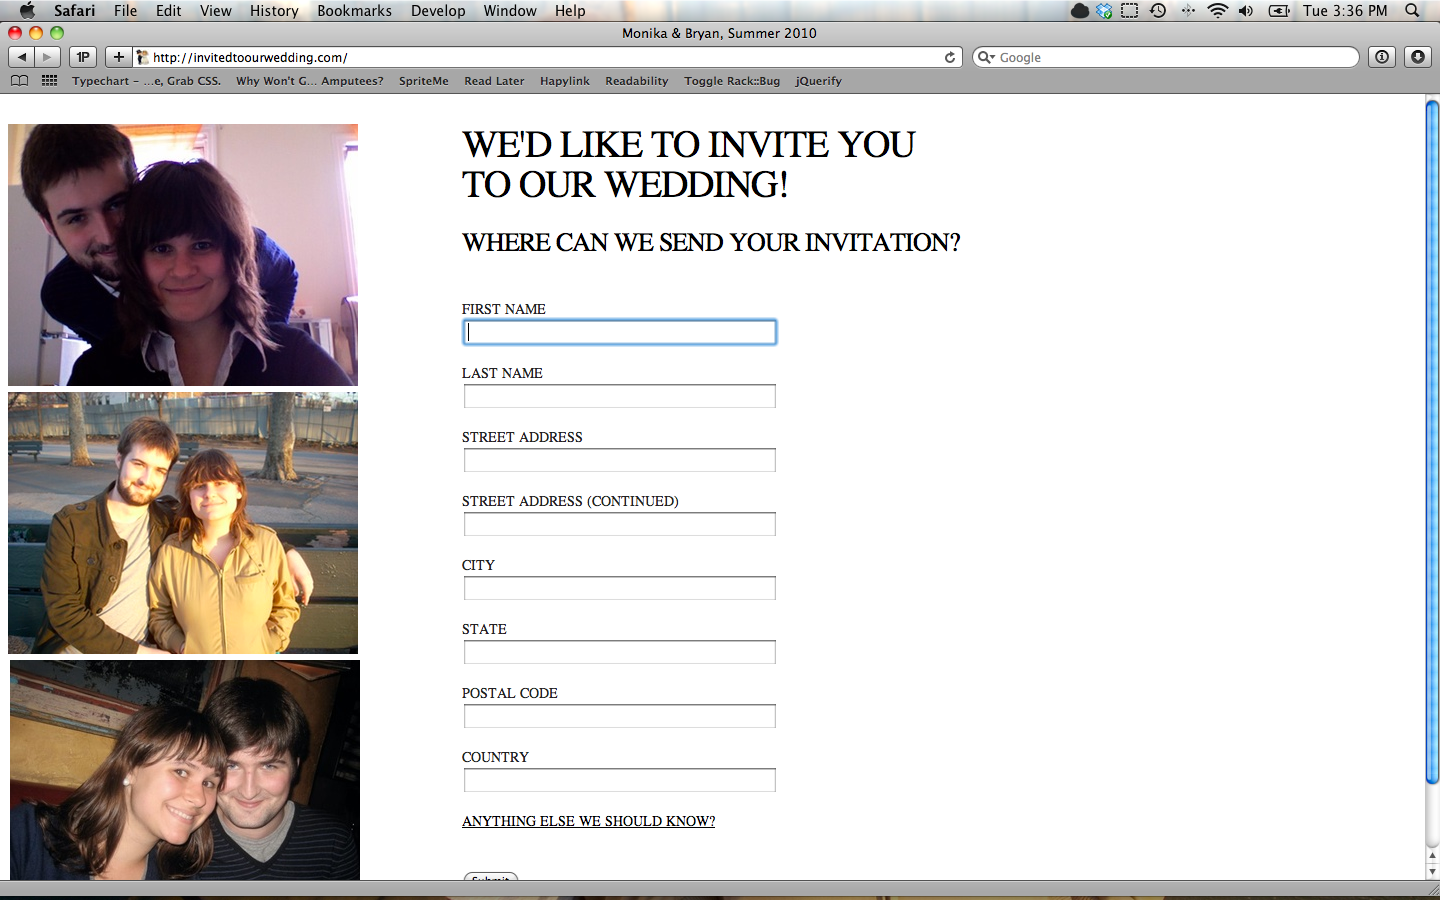 Safari File Edit View History Bookmarks Develop Window Help Tue 3:36 PM
Monika & Bryan, Summer 2010
1P + http://invitedtoourwedding.com/ Google
Typechart - ...e, Grab CSS. Why Won't G... Amputees? SpriteMe Read Later Hapylink Readability Toggle Rack::Bug jQuerify
WE'D LIKE TO INVITE YOU
TO OUR WEDDING!
WHERE CAN WE SEND YOUR INVITATION?
FIRST NAME
LAST NAME
STREET ADDRESS
STREET ADDRESS (CONTINUED)
CITY
STATE
POSTAL CODE
COUNTRY
ANYTHING ELSE WE SHOULD KNOW?
Submit